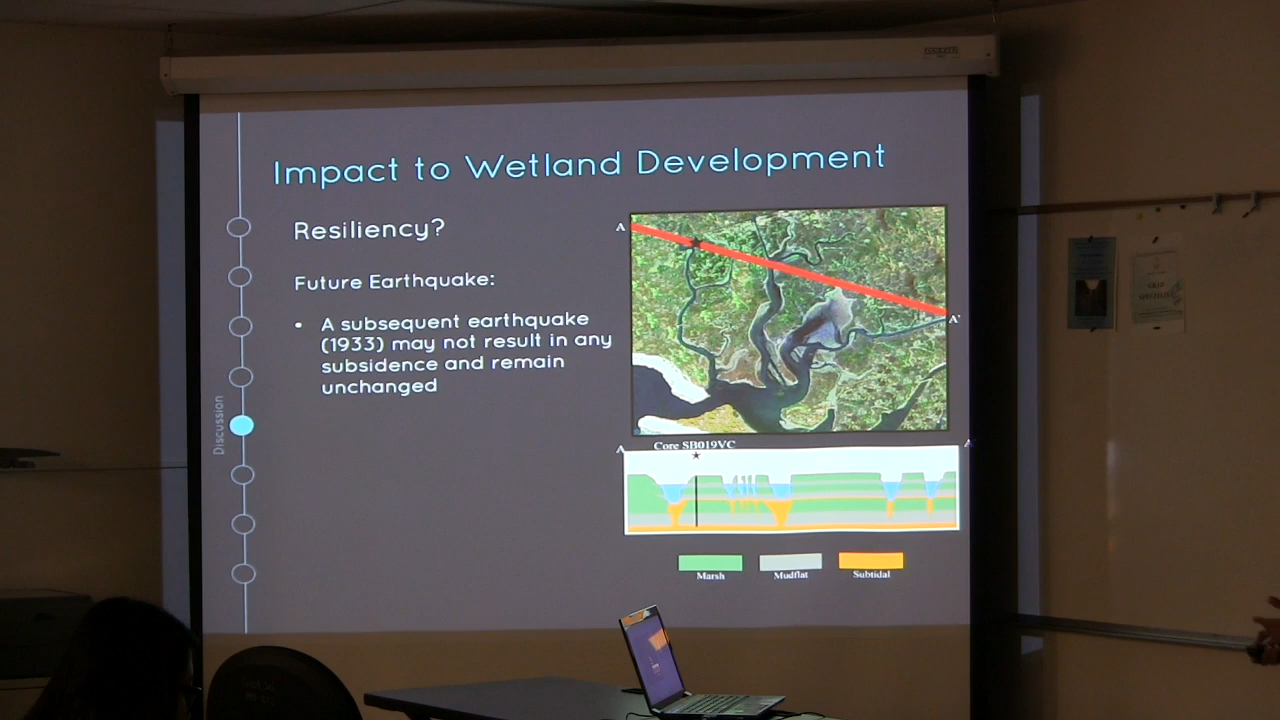 Impact to Wetland Development
Resiliency?
Future Earthquake:
• A subsequent earthquake
(1933) may not result in any
subsidence and remain
unchanged
Discussion
A
A'
A
Core SB019VC
Marsh
Mudflat
Subtidal